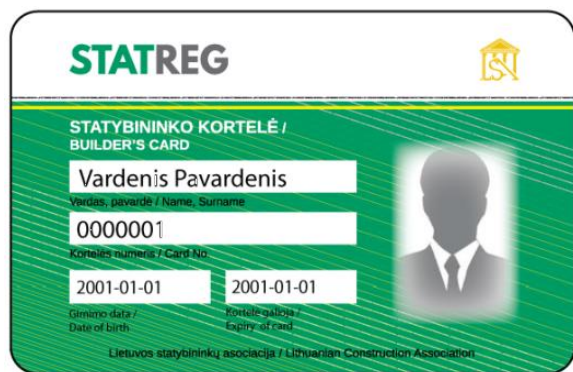 STATREG
STATYBININKO KORTELĖ /
BUILDER'S CARD
Vardenis Pavardenis
Vardas, pavardė / Name, Surname
0000001
Kortelės numeris / Card No
2001-01-01 2001-01-01
Gimimo data / Kortelė galioja /
Date of birth Expiry of card
Lietuvos statybininkų asociacija / Lithuanian Construction Association